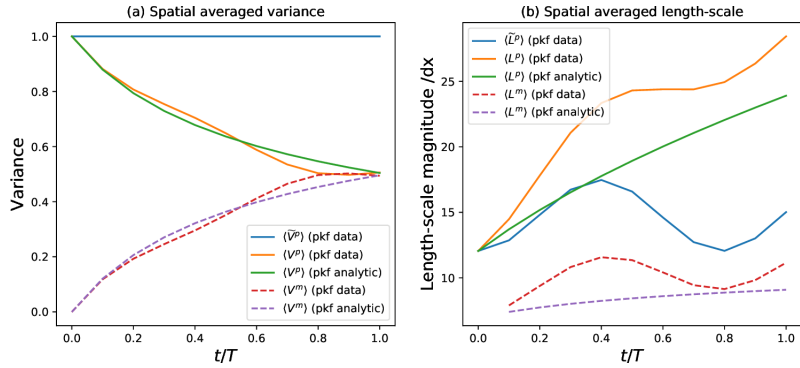 (a) Spatial averaged variance
1.0
0.8
0.6
0.4
0.2
0.0
Variance
⟨Ṽᵖ⟩ (pkf data)
⟨Vᵖ⟩ (pkf data)
⟨Vᵖ⟩ (pkf analytic)
⟨Vᵐ⟩ (pkf data)
⟨Vᵐ⟩ (pkf analytic)
0.0 0.2 0.4 0.6 0.8 1.0
t/T
(b) Spatial averaged length-scale
25
20
15
10
Length-scale magnitude /dx
⟨L̃ᵖ⟩ (pkf data)
⟨Lᵖ⟩ (pkf data)
⟨Lᵖ⟩ (pkf analytic)
⟨Lᵐ⟩ (pkf data)
⟨Lᵐ⟩ (pkf analytic)
0.0 0.2 0.4 0.6 0.8 1.0
t/T